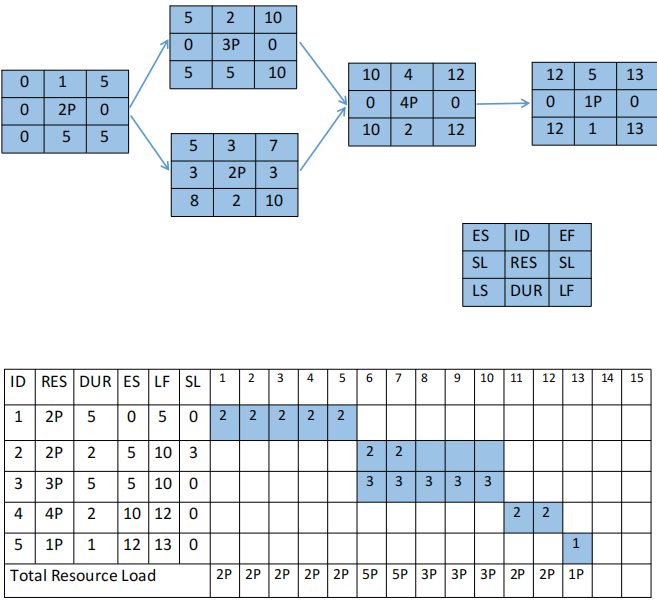 5 2 10
0 3P 0
5 5 10
0 1 5
0 2P 0
0 5 5
10 4 12
0 4P 0
10 2 12
12 5 13
0 1P 0
12 1 13
5 3 7
3 2P 3
8 2 10
ES ID EF
SL RES SL
LS DUR LF
ID RES DUR ES LF SL 1 2 3 4 5 6 7 8 9 10 11 12 13 14 15
1 2P 5 0 5 0 2 2 2 2 2
2 2P 2 5 10 3 2 2
3 3P 5 5 10 0 3 3 3 3 3
4 4P 2 10 12 0 2 2
5 1P 1 12 13 0 1
Total Resource Load 2P 2P 2P 2P 2P 5P 5P 3P 3P 3P 2P 2P 1P